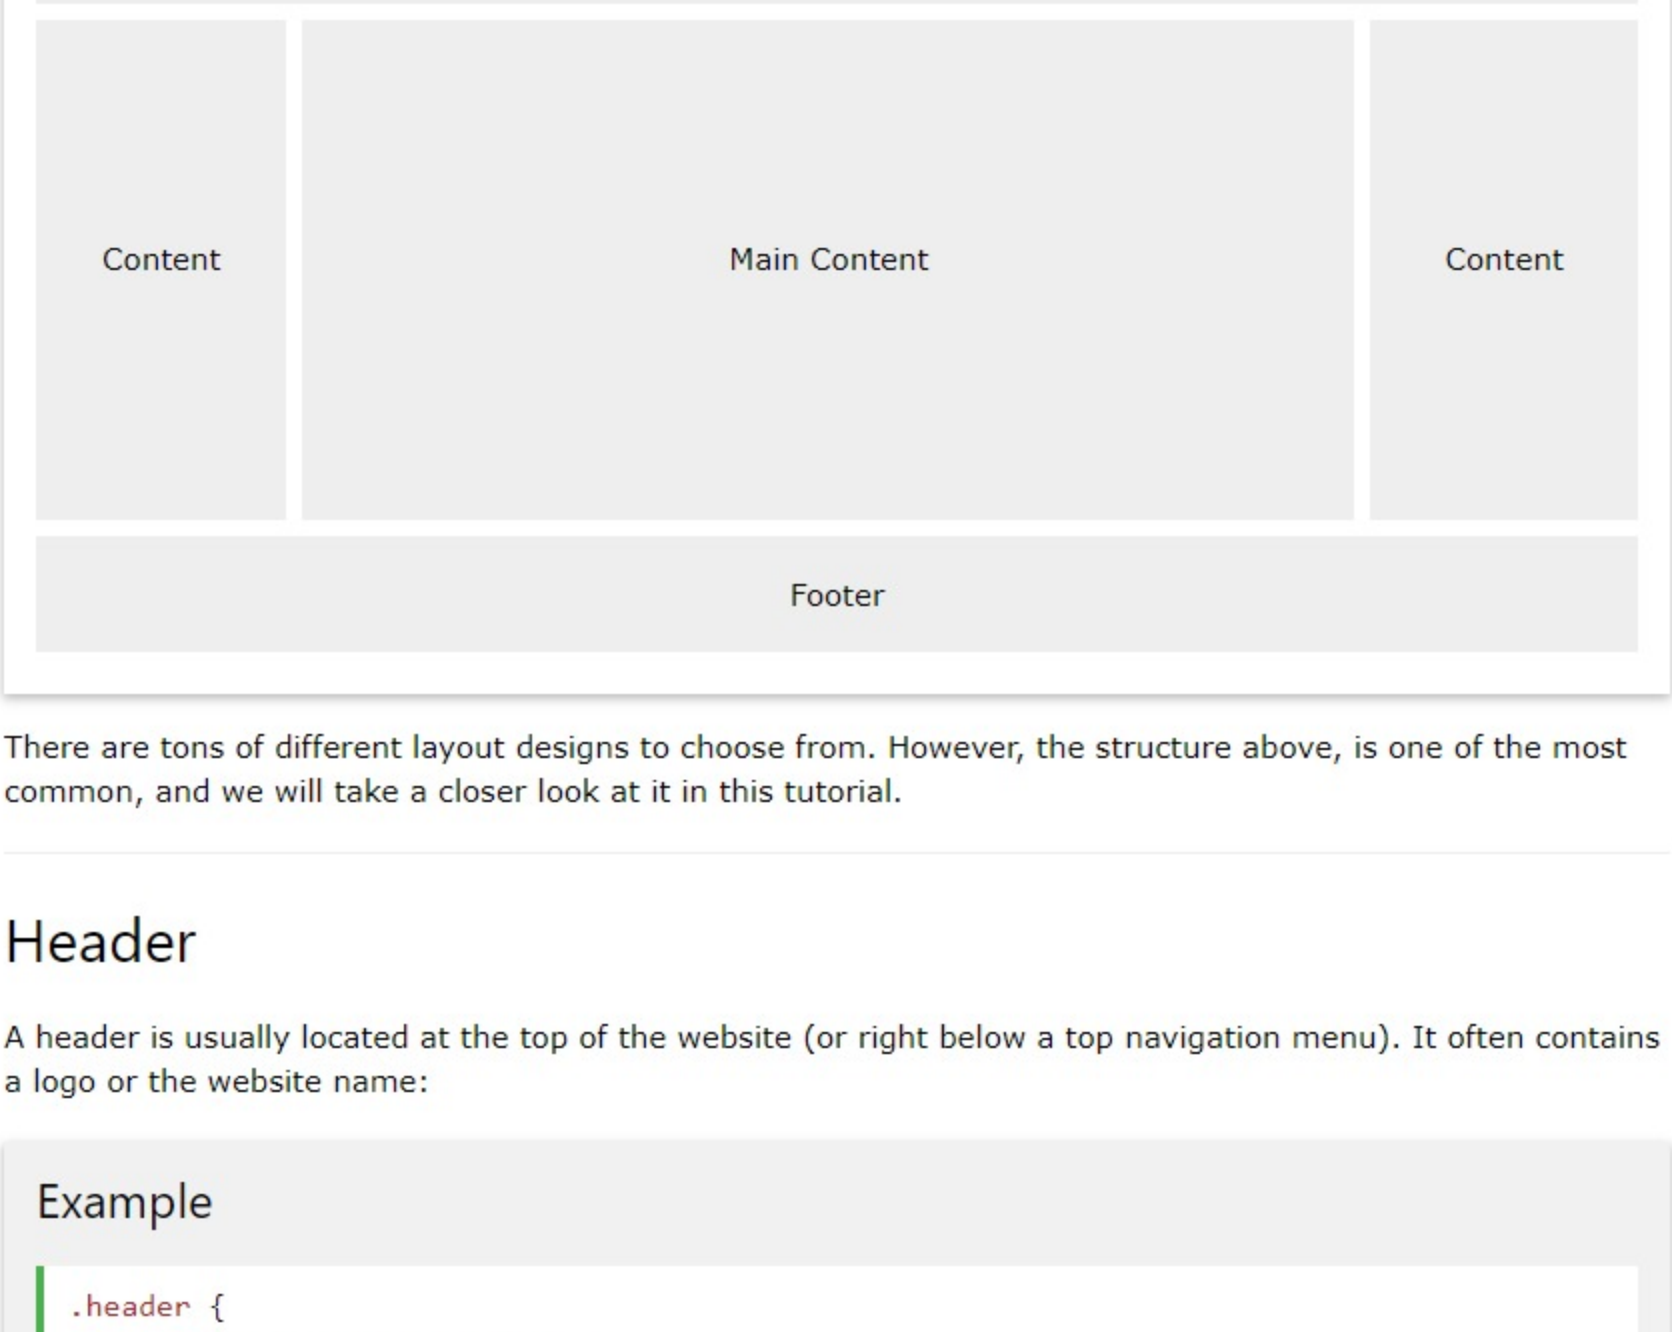 Content Main Content Content
Footer
There are tons of different layout designs to choose from. However, the structure above, is one of the most
common, and we will take a closer look at it in this tutorial.
Header
A header is usually located at the top of the website (or right below a top navigation menu). It often contains
a logo or the website name:
Example
.header {